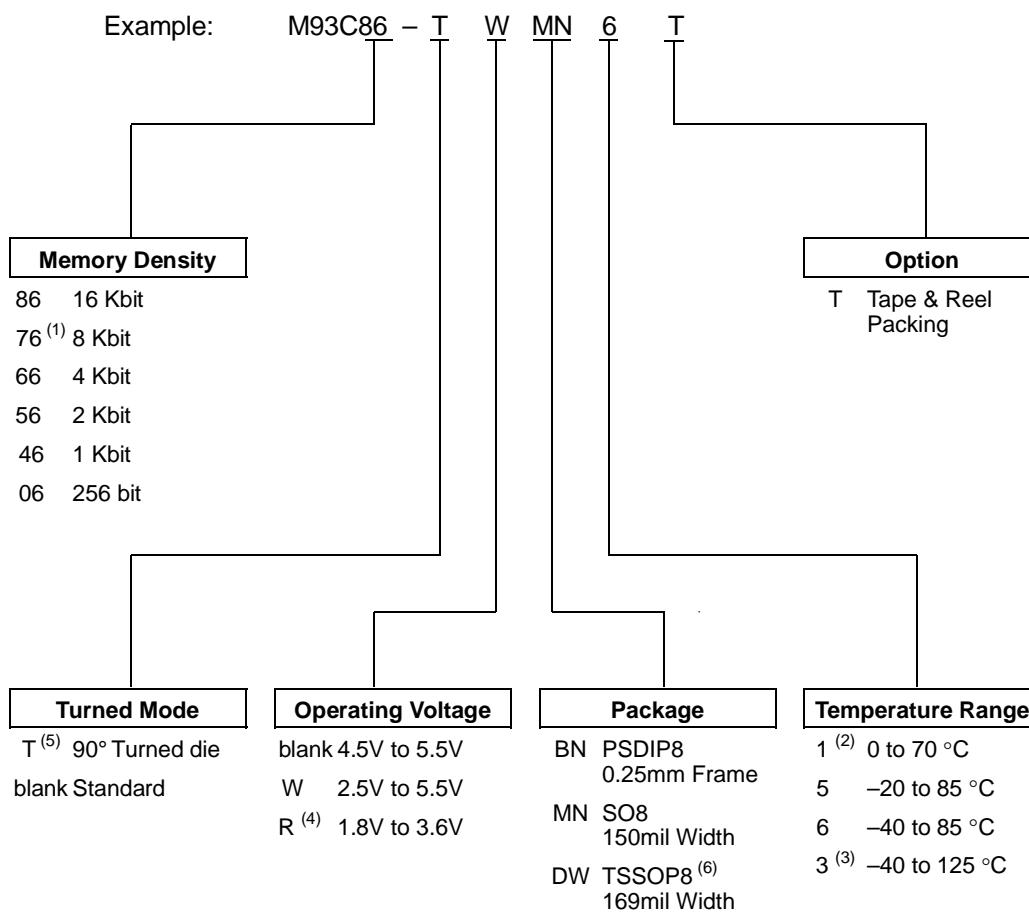 Example: M93C86 – T W MN 6 T
Memory Density
86 16 Kbit
76 (1) 8 Kbit
66 4 Kbit
56 2 Kbit
46 1 Kbit
06 256 bit
Option
T Tape & Reel
Packing
Turned Mode
T (5) 90° Turned die
blank Standard
Operating Voltage
blank 4.5V to 5.5V
W 2.5V to 5.5V
R (4) 1.8V to 3.6V
Package
BN PSDIP8
0.25mm Frame
MN SO8
150mil Width
DW TSSOP8 (6)
169mil Width
Temperature Range
1 (2) 0 to 70 °C
5 –20 to 85 °C
6 –40 to 85 °C
3 (3) –40 to 125 °C